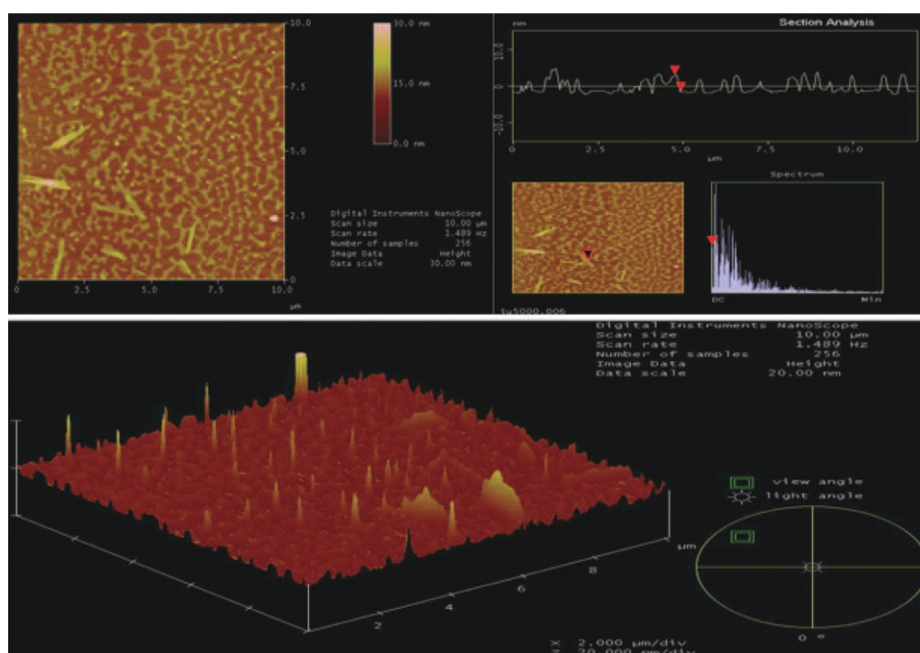 30.0 nm
15.0 nm
0.0 nm
10.0
7.5
5.0
2.5
0
0
2.5
5.0
7.5
10.0
μm
Digital Instruments NanoScope
Scan size 10.00 μm
Scan rate 1.489 Hz
Number of samples 256
Image Data Height
Data scale 30.00 nm
Section Analysis
nm
10.0
0
-10.0
0
2.5
5.0
7.5
10.0
μm
Spectrum
DC
Min
1u5000.006
Digital Instruments NanoScope
Scan size 10.00 μm
Scan rate 1.489 Hz
Number of samples 256
Image Data Height
Data scale 20.00 nm
view angle
light angle
μm
8
6
4
2
0 °
X 2.000 μm/div